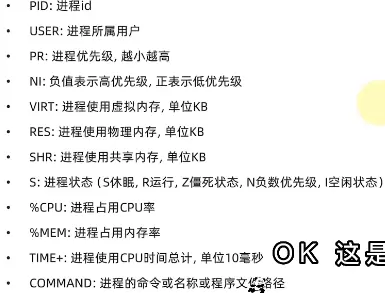 • PID: 进程id
• USER: 进程所属用户
• PR: 进程优先级, 越小越高
• NI: 负值表示高优先级, 正表示低优先级
• VIRT: 进程使用虚拟内存, 单位KB
• RES: 进程使用物理内存, 单位KB
• SHR: 进程使用共享内存, 单位KB
• S: 进程状态 ( S休眠, R运行, Z僵死状态, N负数优先级, I空闲状态 )
• %CPU: 进程占用CPU率
• %MEM: 进程占用内存率
• TIME+: 进程使用CPU时间总计, 单位10毫秒
OK 这是
• COMMAND: 进程的命令或名称或程序文件路径